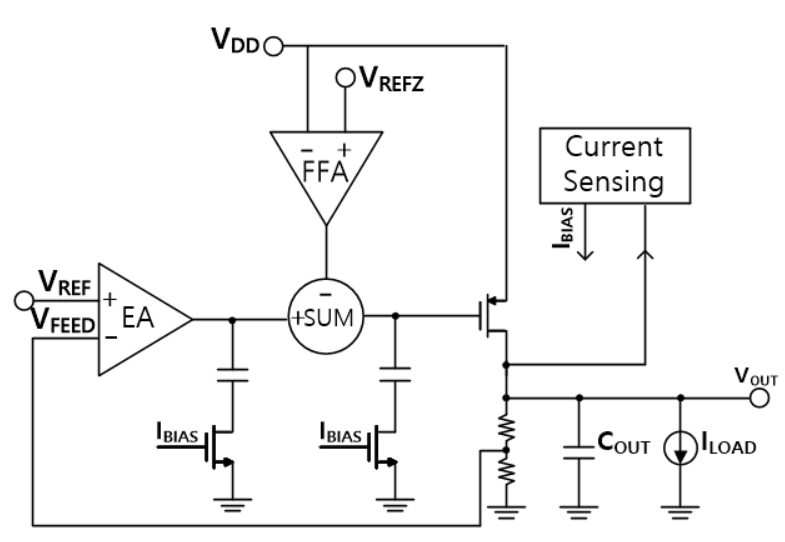 VDD
VREFZ
− +
FFA
Current
Sensing
IBIAS
VREF
VFEED
+
−
EA
−
+SUM
VOUT
IBIAS
IBIAS
COUT
ILOAD